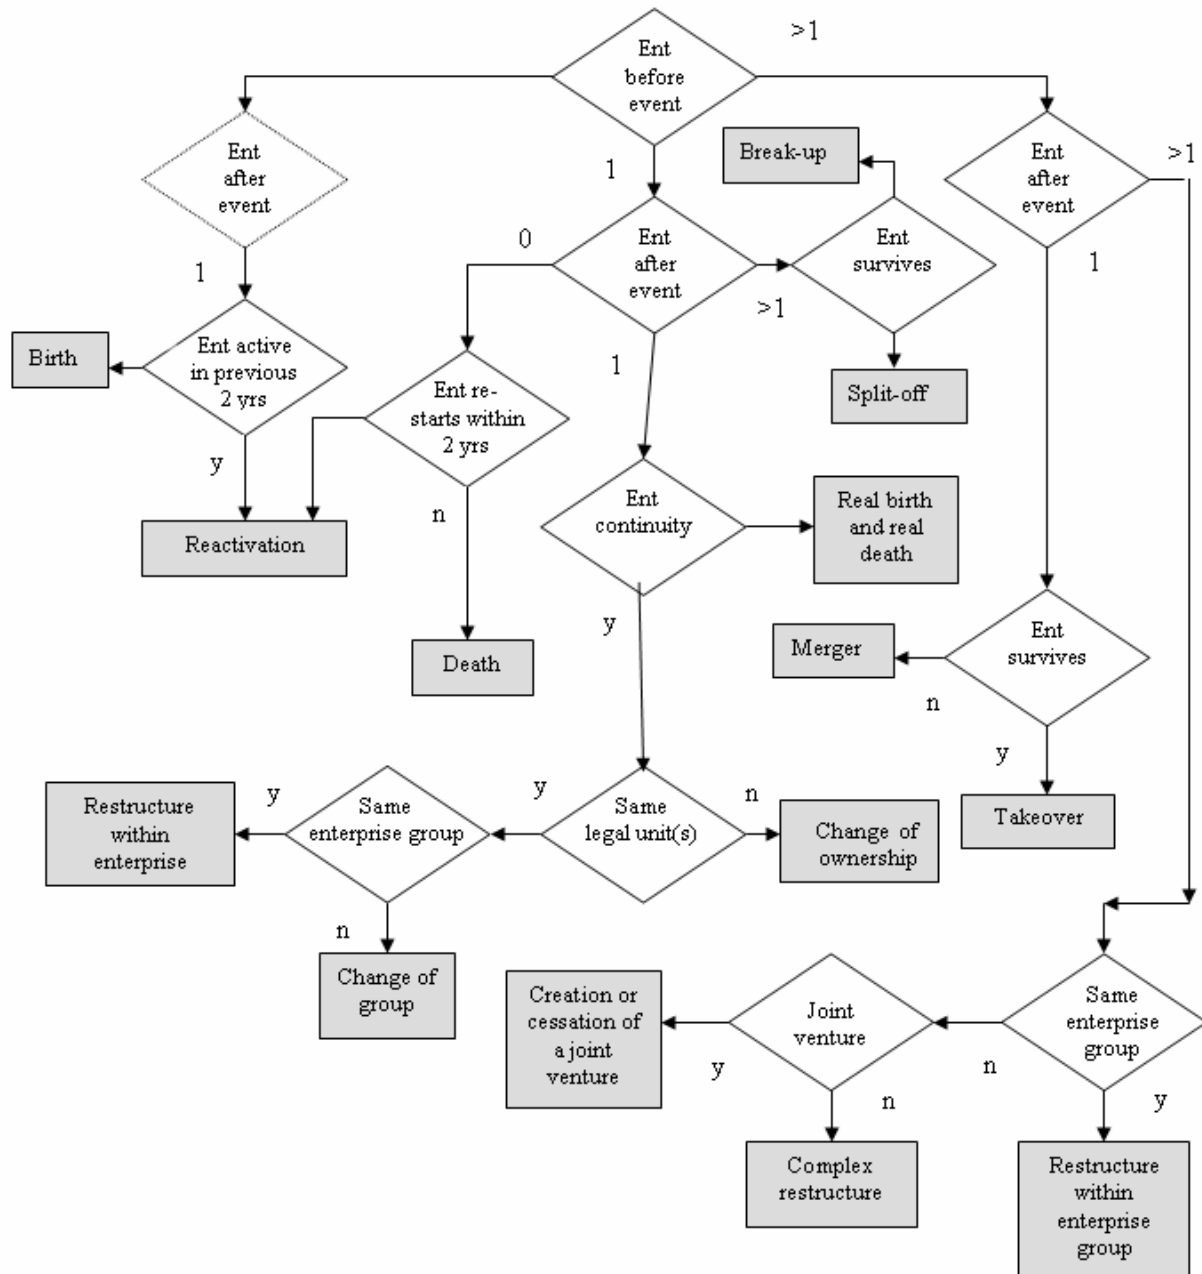 >1
Ent
before
event
Ent
after
event
1
Break-up
Ent
after
event
>1
0
Ent
after
event
>1
Ent
survives
1
1
Birth
Ent active
in previous
2 yrs
1
Ent re-
starts within
2 yrs
Split-off
y
n
Reactivation
Ent
continuity
Real birth
and real
death
y
Death
Merger
Ent
survives
n
y
Restructure
within
enterprise
y
Same
enterprise group
y
Same
legal unit(s)
n
Change of
ownership
Takeover
n
Change of
group
Creation or
cessation of
a joint
venture
Joint
venture
Same
enterprise
group
y
n
n
y
Complex
restructure
Restructure
within
enterprise
group